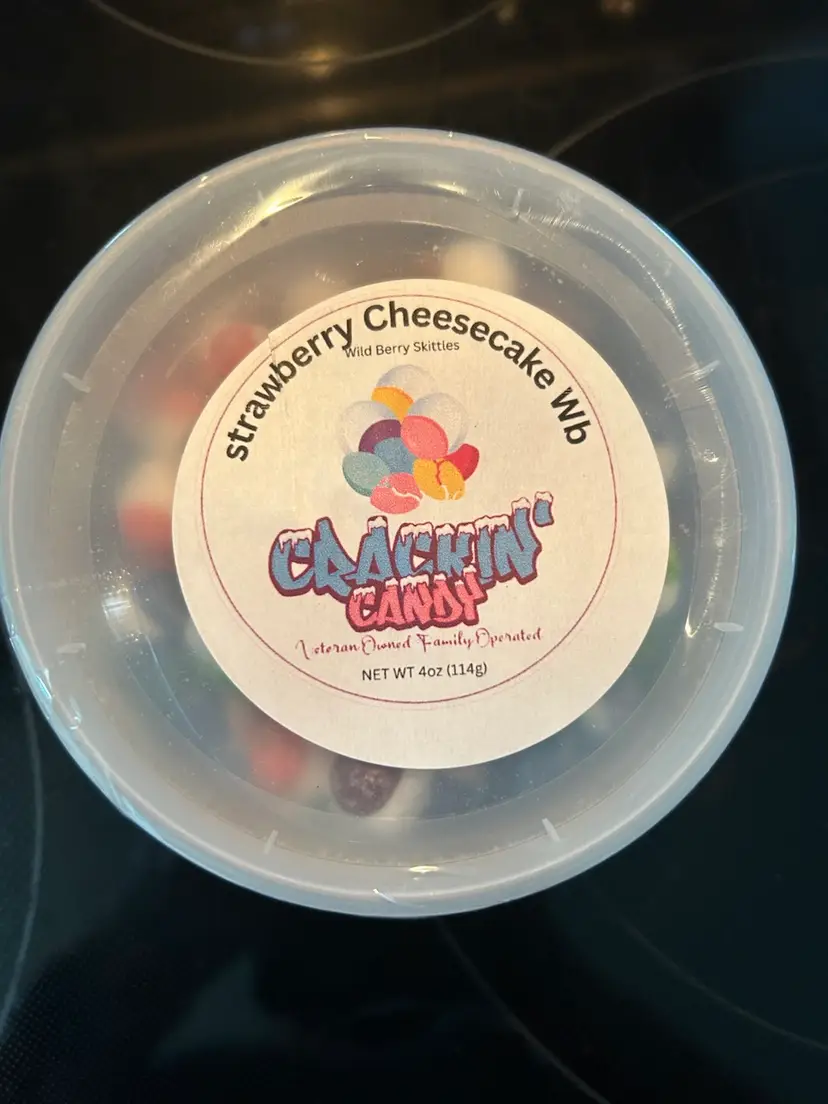 strawberry Cheesecake Wb
Wild Berry Skittles
CRACKIN'
CANDY
Veteran Owned Family Operated
NET WT 4oz (114g)